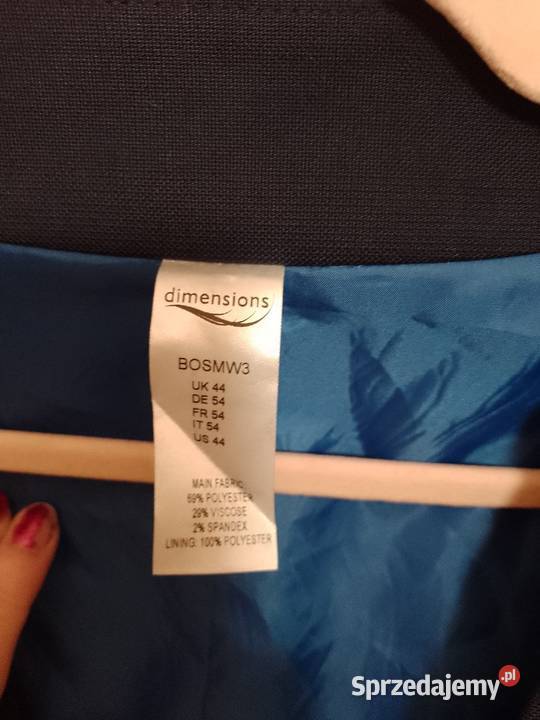 dimensions
BOSMW3
UK 44
DE 54
FR 54
IT 54
US 44
MAIN FABRIC
69% POLYESTER
29% VISCOSE
2% SPANDEX
LINING: 100% POLYESTER
Sprzedajemy.pl